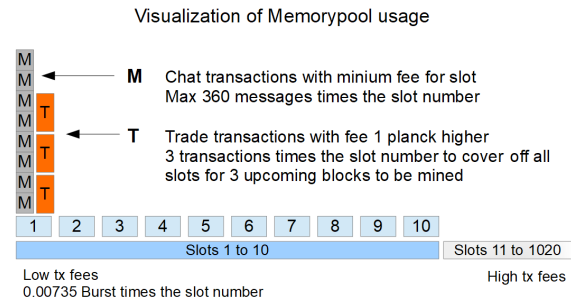 Visualization of Memorypool usage
M
M
M
M
M
M
M
M
T
T
T
M
Chat transactions with minium fee for slot
Max 360 messages times the slot number
T
Trade transactions with fee 1 planck higher
3 transactions times the slot number to cover off all
slots for 3 upcoming blocks to be mined
1 2 3 4 5 6 7 8 9 10
Slots 1 to 10 Slots 11 to 1020
Low tx fees High tx fees
0.00735 Burst times the slot number